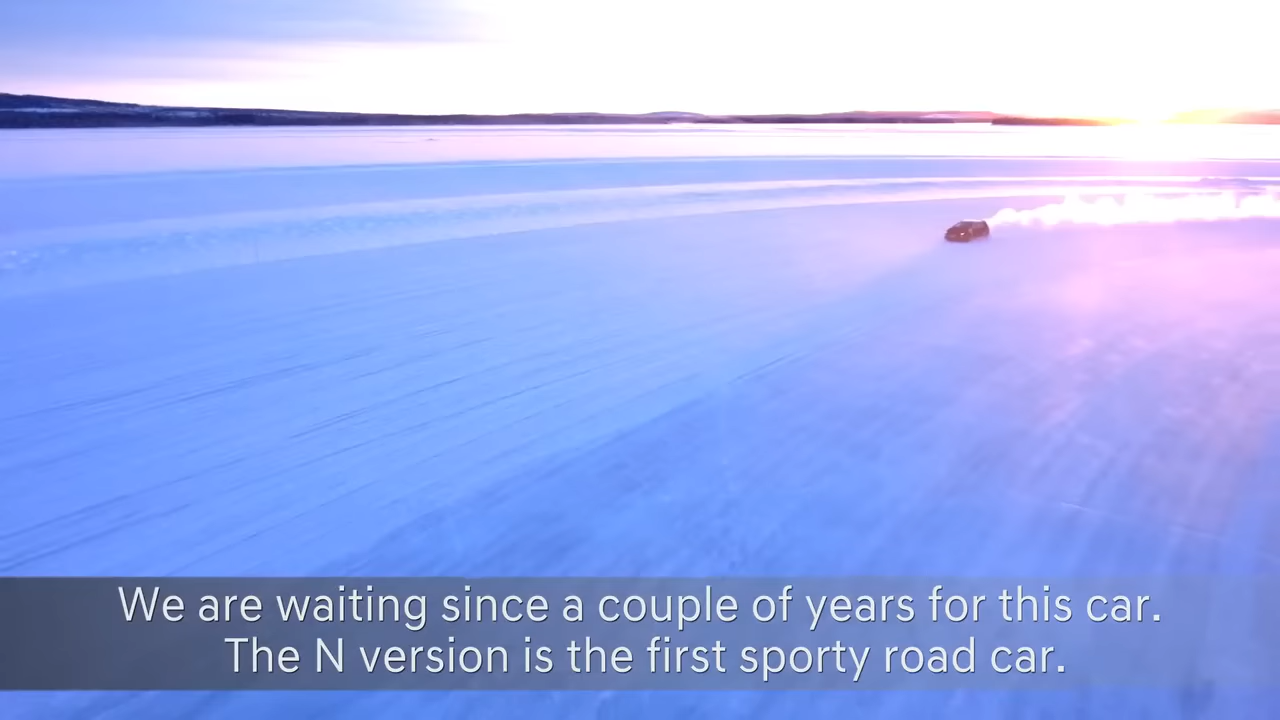 We are waiting since a couple of years for this car.
The N version is the first sporty road car.